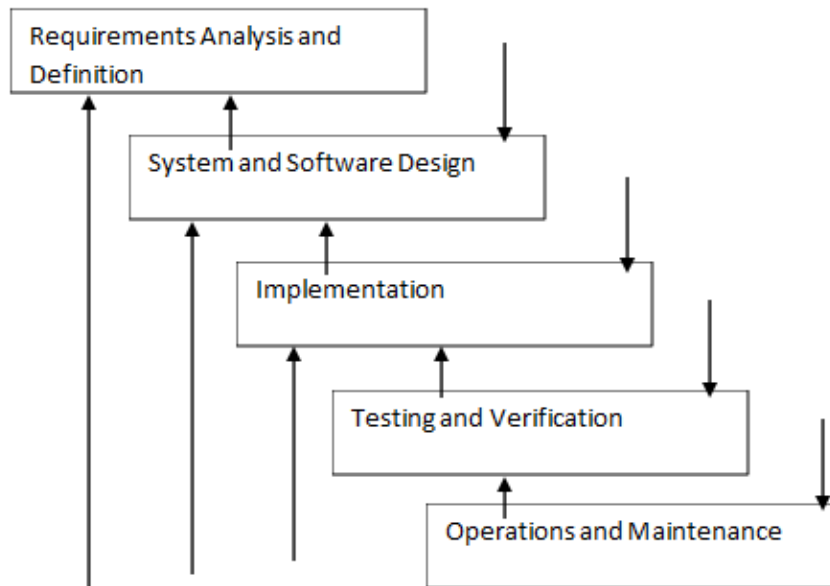 Requirements Analysis and
Definition
System and Software Design
Implementation
Testing and Verification
Operations and Maintenance